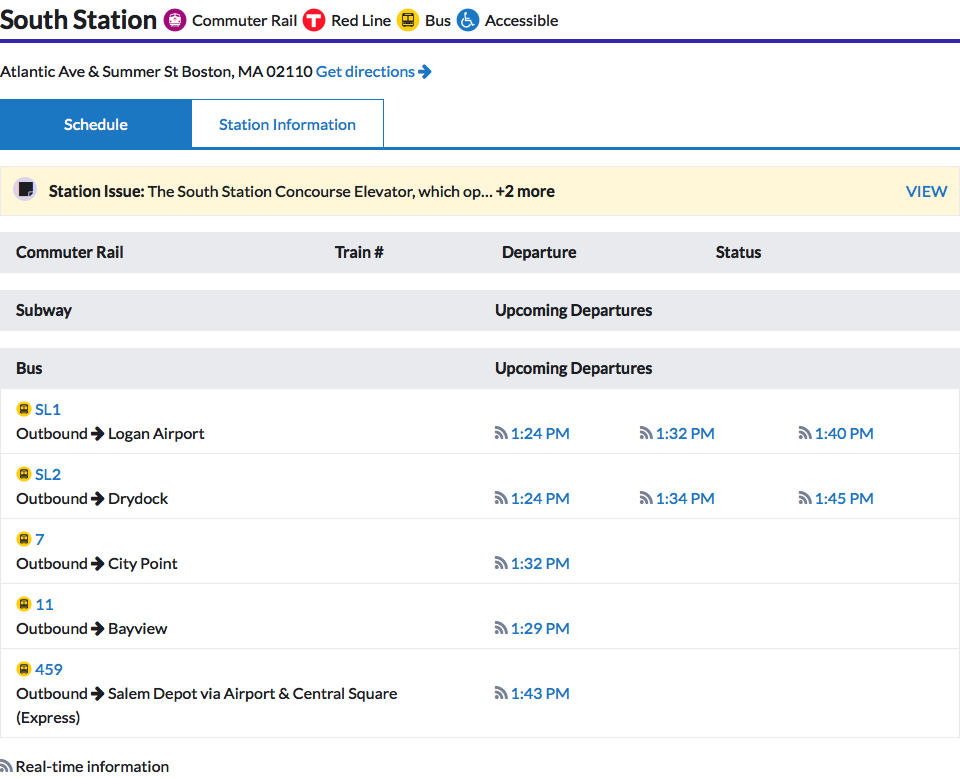 South Station Commuter Rail T Red Line Bus Accessible
Atlantic Ave & Summer St Boston, MA 02110 Get directions
Schedule Station Information
Station Issue: The South Station Concourse Elevator, which op... +2 more VIEW
Commuter Rail Train # Departure Status
Subway Upcoming Departures
Bus Upcoming Departures
SL1
Outbound → Logan Airport 1:24 PM 1:32 PM 1:40 PM
SL2
Outbound → Drydock 1:24 PM 1:34 PM 1:45 PM
7
Outbound → City Point 1:32 PM
11
Outbound → Bayview 1:29 PM
459
Outbound → Salem Depot via Airport & Central Square 1:43 PM
(Express)
Real-time information